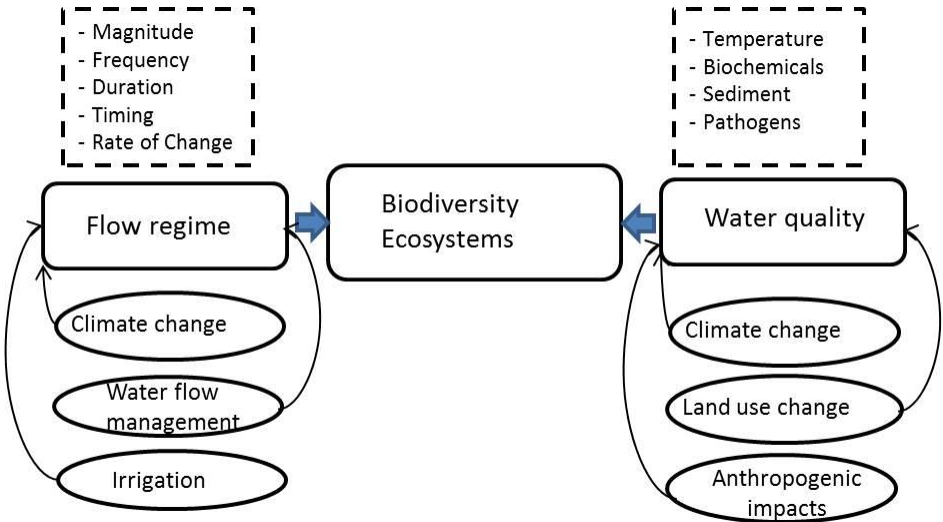 - Magnitude
- Frequency
- Duration
- Timing
- Rate of Change
- Temperature
- Biochemicals
- Sediment
- Pathogens
Flow regime
Biodiversity
Ecosystems
Water quality
Climate change
Water flow
management
Irrigation
Climate change
Land use change
Anthropogenic
impacts